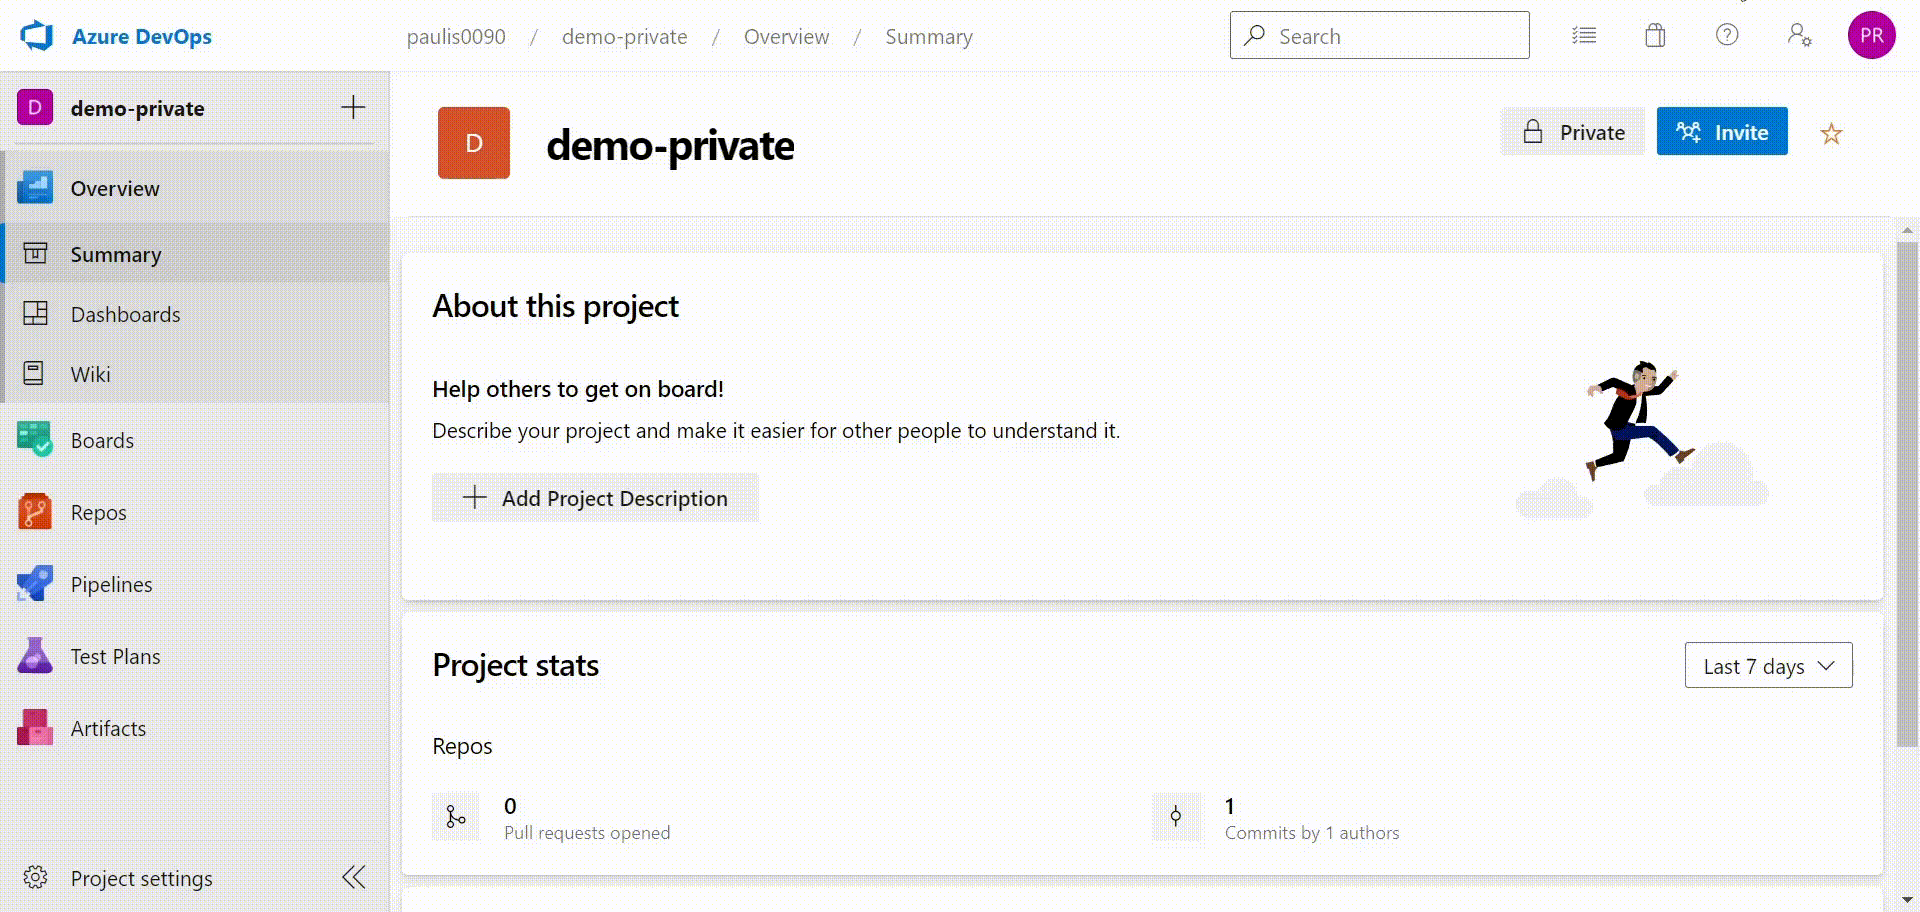 Azure DevOps
paulis0090 / demo-private / Overview / Summary
Search
PR
D demo-private
Overview
Summary
Dashboards
Wiki
Boards
Repos
Pipelines
Test Plans
Artifacts
Project settings
D demo-private
Private
Invite
About this project
Help others to get on board!
Describe your project and make it easier for other people to understand it.
Add Project Description
Project stats
Last 7 days
Repos
0
Pull requests opened
1
Commits by 1 authors